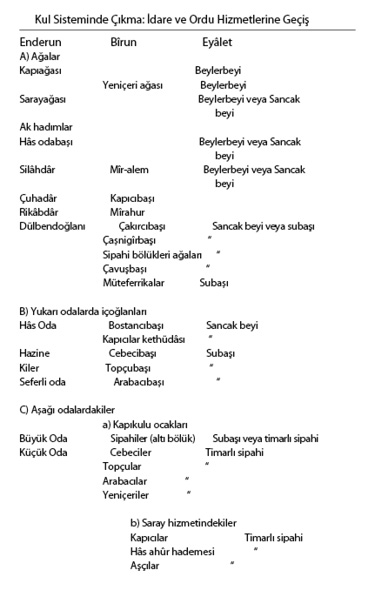 Kul Sisteminde Çıkma: İdare ve Ordu Hizmetlerine Geçiş
Enderun Bîrun Eyâlet
A) Ağalar
Kapıağası Beylerbeyi
Yeniçeri ağası Beylerbeyi
Sarayağası Beylerbeyi veya Sancak
beyi
Ak hadımlar
Hâs odabaşı Beylerbeyi veya Sancak
beyi
Silâhdâr Mîr-alem Beylerbeyi veya Sancak
beyi
Çuhadâr Kapıcıbaşı
Rikâbdâr Mîrahur
Dülbendoğlanı Çakırcıbaşı Sancak beyi veya subaşı
Çaşnigîrbaşı “
Sipahi bölükleri ağaları “
Çavuşbaşı “
Müteferrikalar Subaşı
B) Yukarı odalarda içoğlanları
Hâs Oda Bostancıbaşı Sancak beyi
Kapıcılar kethüdâsı “
Hazine Cebecibaşı Subaşı
Kiler Topçubaşı “
Seferli oda Arabacıbaşı “
C) Aşağı odalardakiler
a) Kapıkulu ocakları
Büyük Oda Sipahiler (altı bölük) Subaşı veya timarlı sipahi
Küçük Oda Cebeciler Timarlı sipahi
Topçular “
Arabacılar “
Yeniçeriler “
b) Saray hizmetindekiler
Kapıcılar Timarlı sipahi
Hâs ahûr hademesi “
Aşçılar “